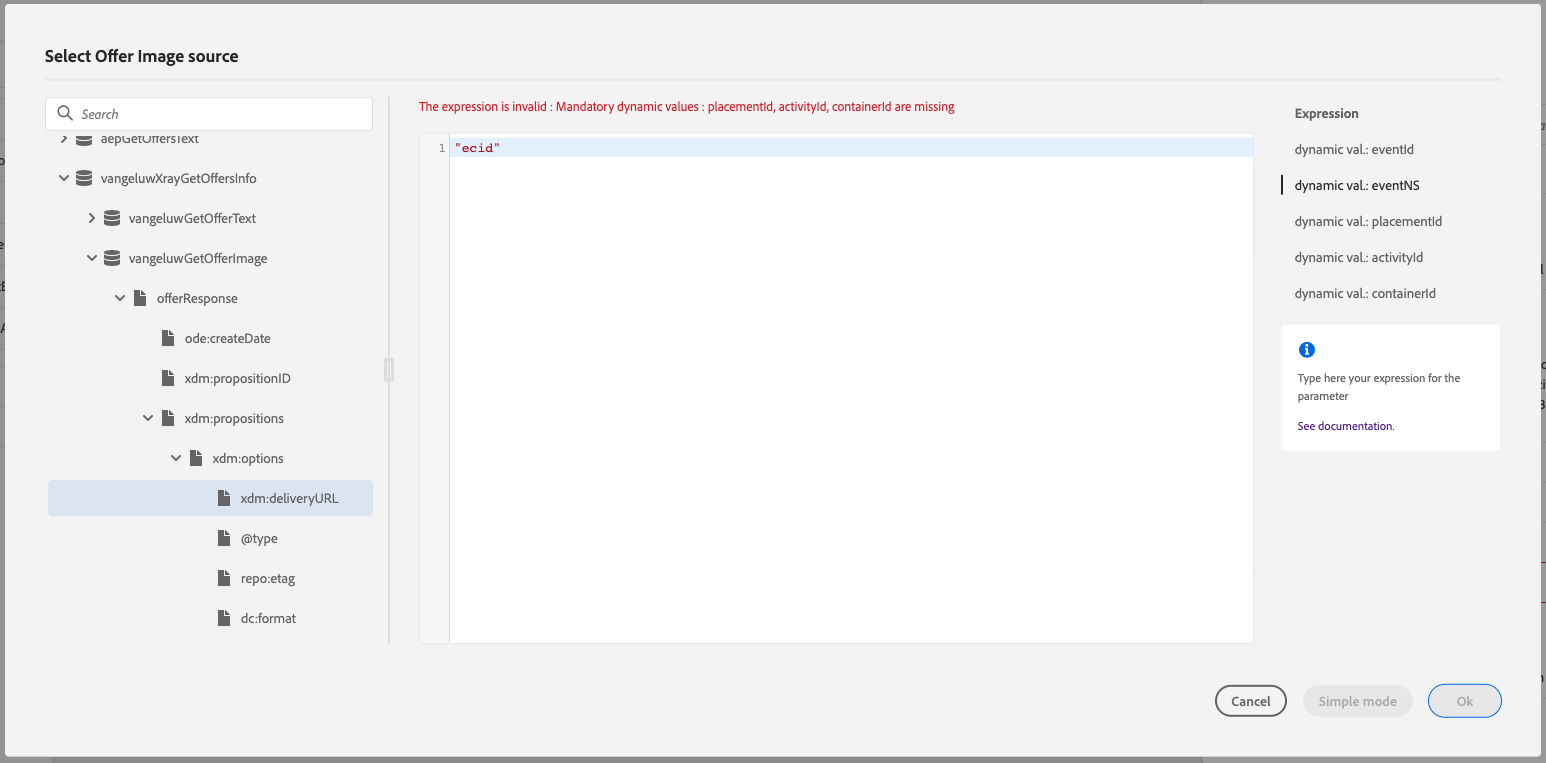 Select Offer Image source
Search
aepGetOffersText
vangeluwXrayGetOffersInfo
vangeluwGetOfferText
vangeluwGetOfferImage
offerResponse
ode:createDate
xdm:propositionID
xdm:propositions
xdm:options
xdm:deliveryURL
@type
repo:etag
dc:format
The expression is invalid : Mandatory dynamic values : placementId, activityId, containerId are missing
1 "ecid"
Expression
dynamic val.: eventId
dynamic val.: eventNS
dynamic val.: placementId
dynamic val.: activityId
dynamic val.: containerId
Type here your expression for the
parameter
See documentation.
Cancel
Simple mode
Ok